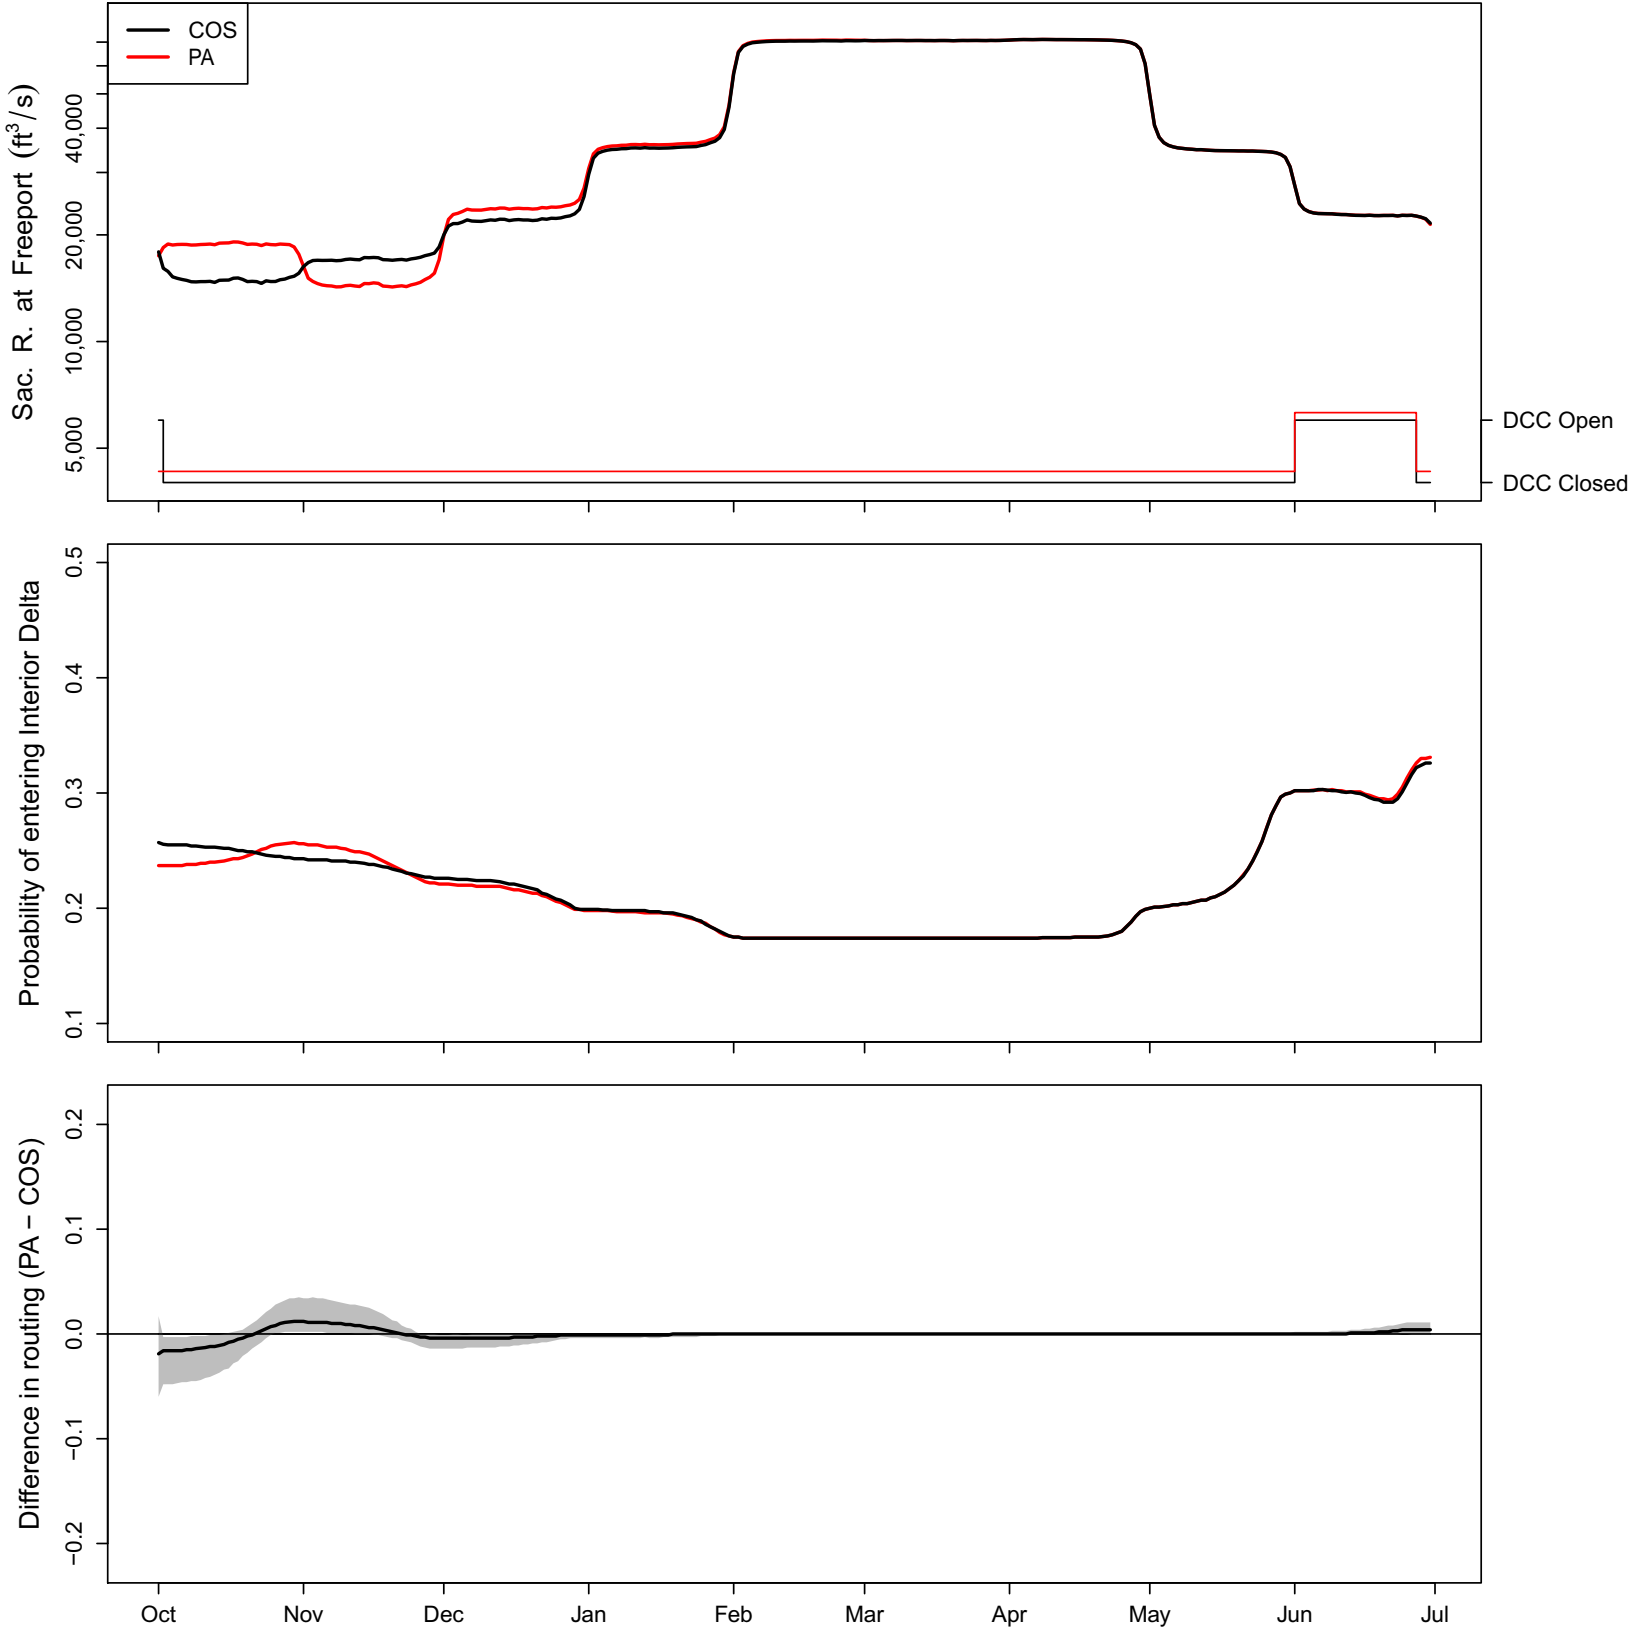 COS
PA
Sac. R. at Freeport (ft³/s)
40,000
20,000
10,000
5,000
DCC Open
DCC Closed
Probability of entering Interior Delta
0.5
0.4
0.3
0.2
0.1
Difference in routing (PA − COS)
0.2
0.1
0.0
−0.1
−0.2
Oct Nov Dec Jan Feb Mar Apr May Jun Jul